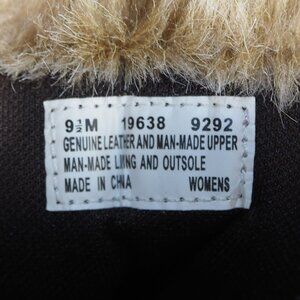 9½M 19638 9292
GENUINE LEATHER AND MAN-MADE UPPER
MAN-MADE LINING AND OUTSOLE
MADE IN CHINA WOMENS